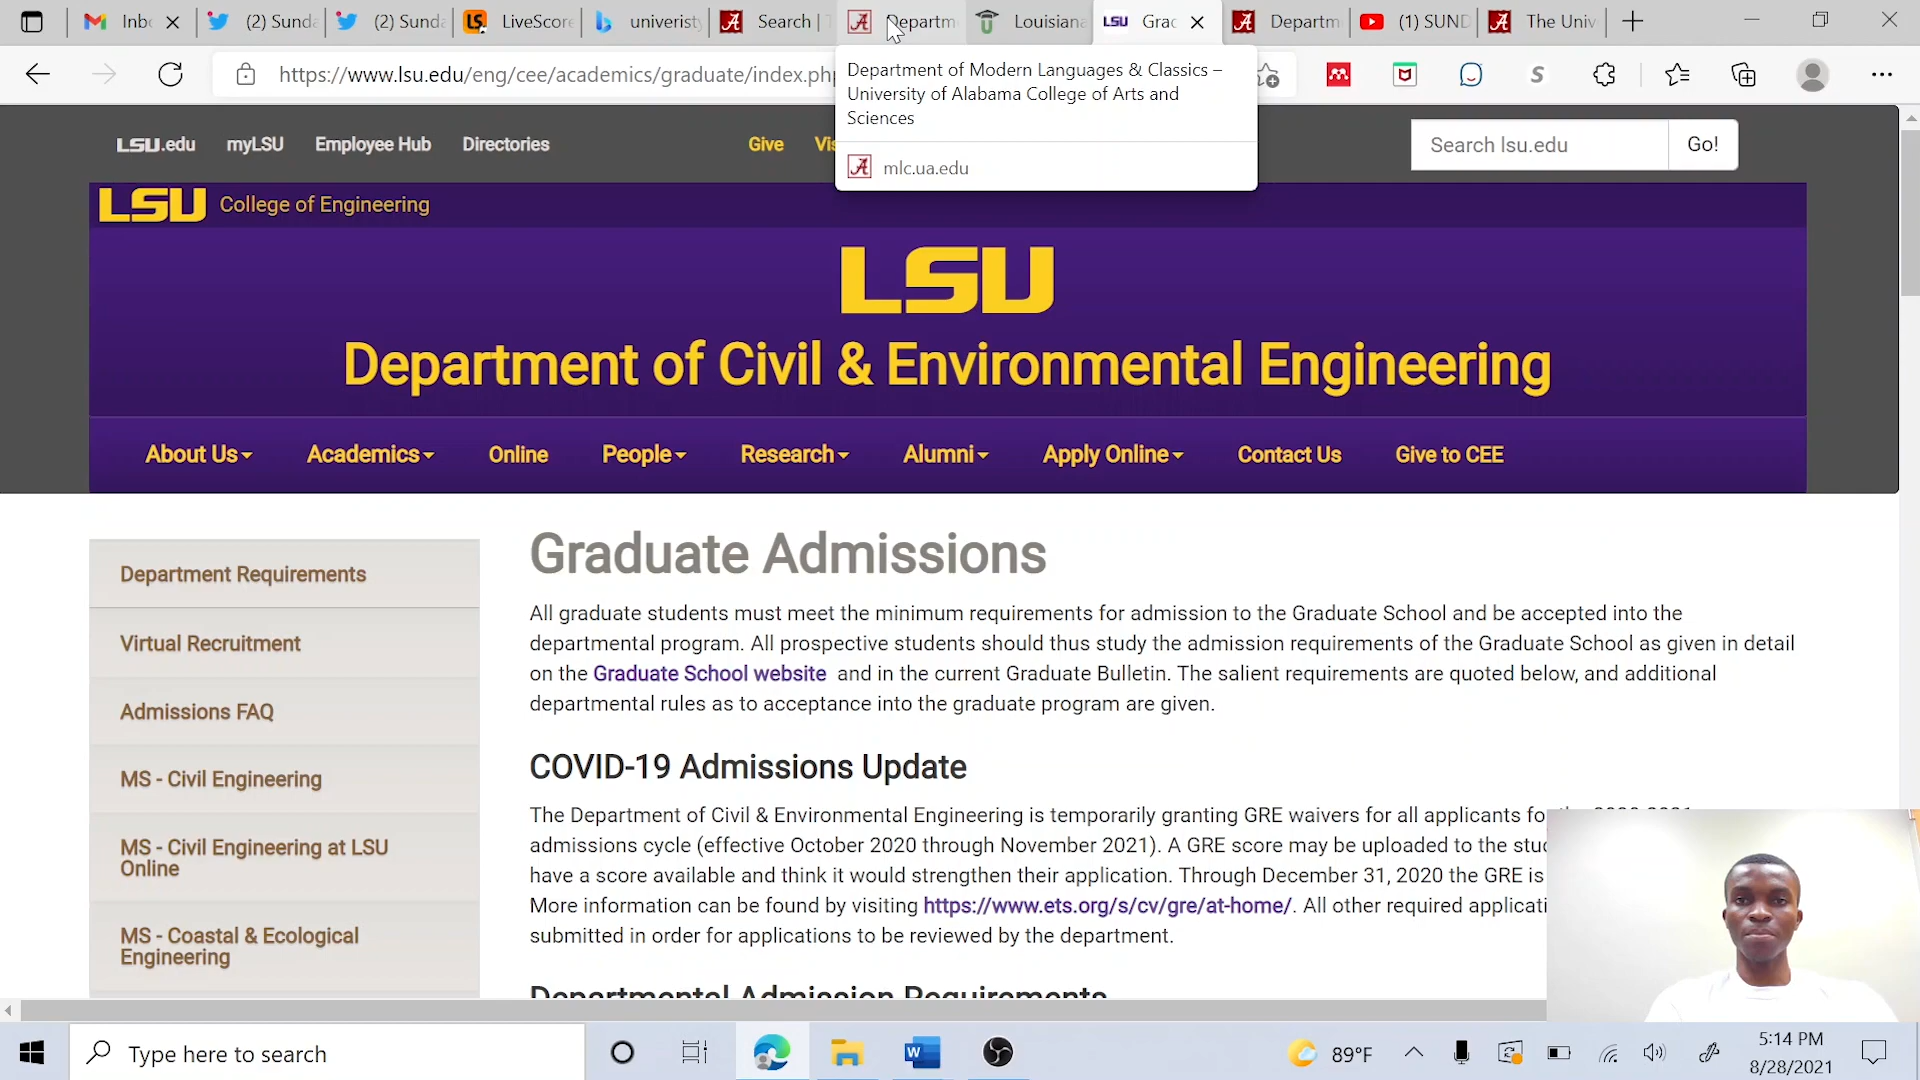 Inb
(2) Sunda
(2) Sunda
LiveScore
univeristy
Search | T
Departm
Louisiana
LSU Grad
Departm
(1) SUND
The Univ
https://www.lsu.edu/eng/cee/academics/graduate/index.php
Department of Modern Languages & Classics –
University of Alabama College of Arts and
Sciences
mlc.ua.edu
LSU.edu
myLSU
Employee Hub
Directories
Give
Search lsu.edu
Go!
LSU College of Engineering
LSU
Department of Civil & Environmental Engineering
About Us
Academics
Online
People
Research
Alumni
Apply Online
Contact Us
Give to CEE
Department Requirements
Virtual Recruitment
Admissions FAQ
MS - Civil Engineering
MS - Civil Engineering at LSU
Online
MS - Coastal & Ecological
Engineering
Graduate Admissions
All graduate students must meet the minimum requirements for admission to the Graduate School and be accepted into the
departmental program. All prospective students should thus study the admission requirements of the Graduate School as given in detail
on the Graduate School website and in the current Graduate Bulletin. The salient requirements are quoted below, and additional
departmental rules as to acceptance into the graduate program are given.
COVID-19 Admissions Update
The Department of Civil & Environmental Engineering is temporarily granting GRE waivers for all applicants fo
admissions cycle (effective October 2020 through November 2021). A GRE score may be uploaded to the stu
have a score available and think it would strengthen their application. Through December 31, 2020 the GRE is
More information can be found by visiting https://www.ets.org/s/cv/gre/at-home/. All other required applicati
submitted in order for applications to be reviewed by the department.
Departmental Admission Requirements
Type here to search
89°F
5:14 PM
8/28/2021